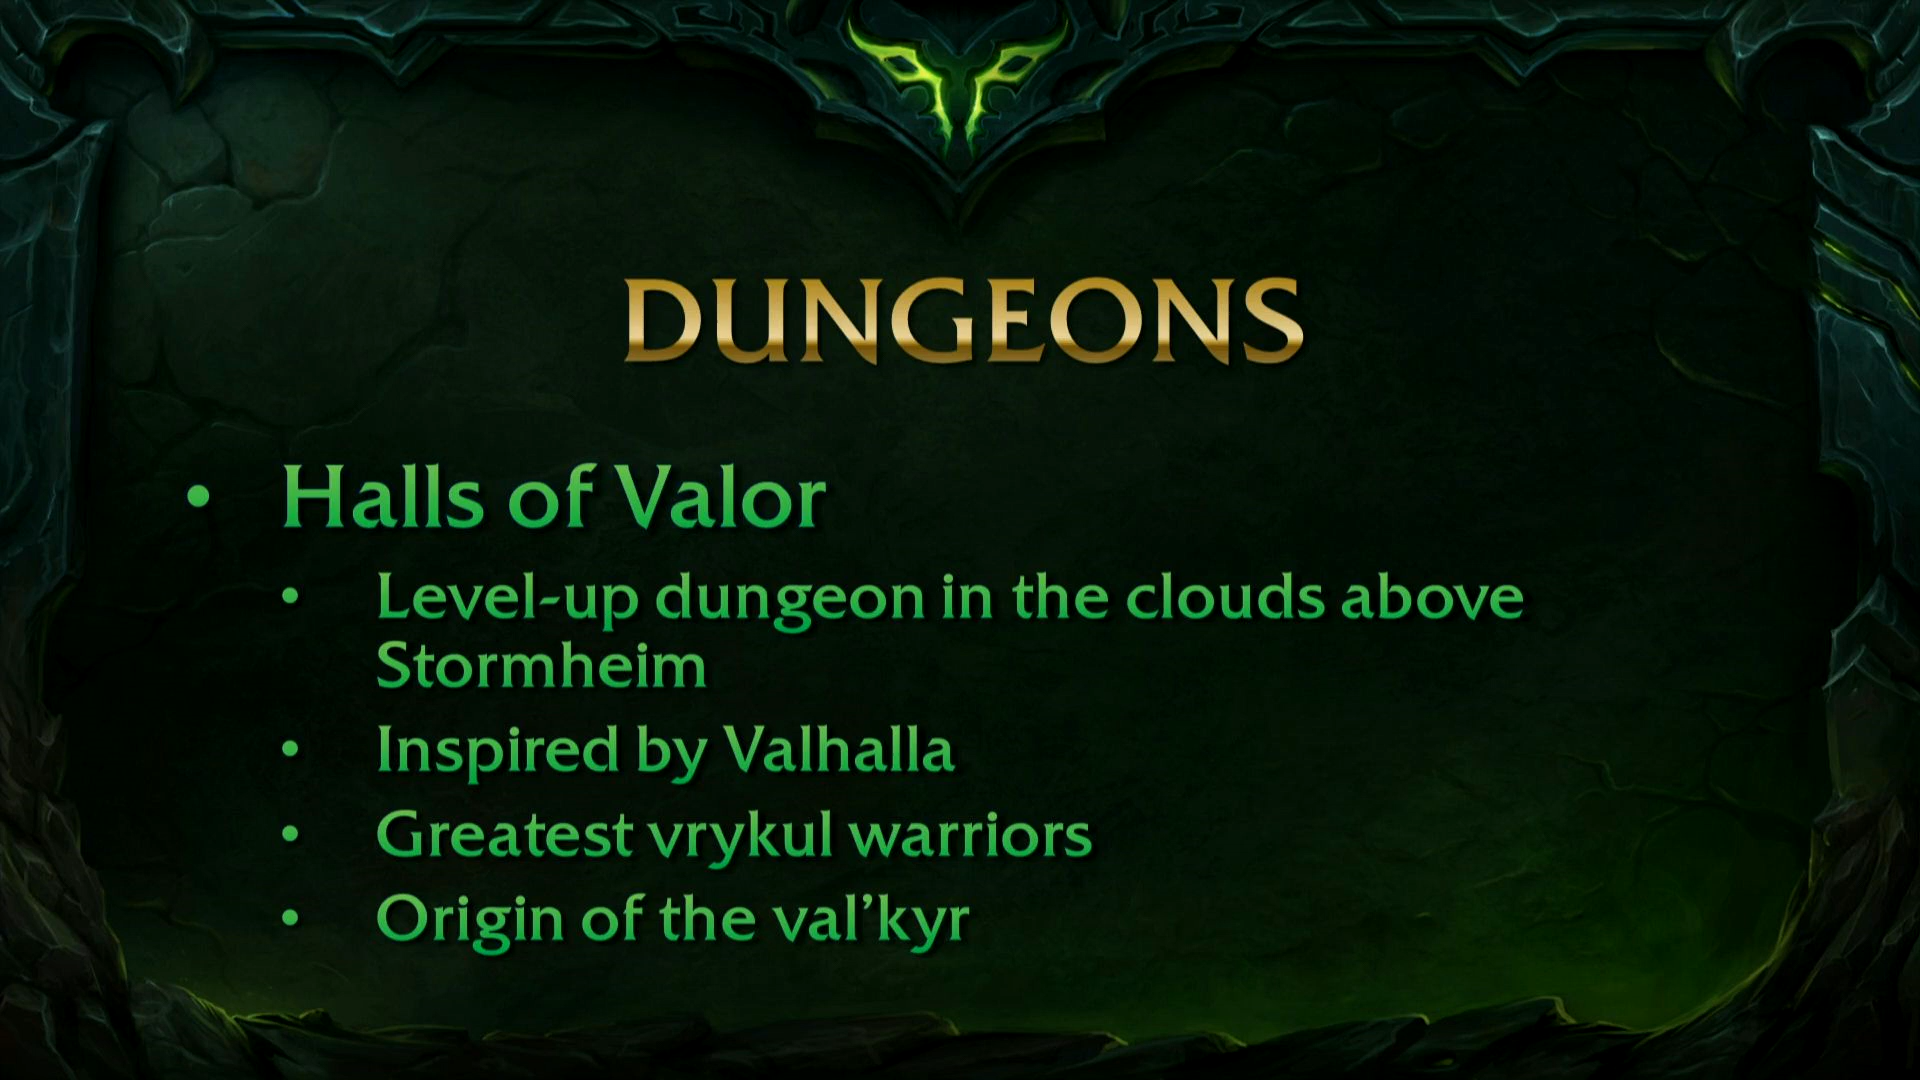 DUNGEONS
• Halls of Valor
• Level-up dungeon in the clouds above
Stormheim
• Inspired by Valhalla
• Greatest vrykul warriors
• Origin of the val’kyr